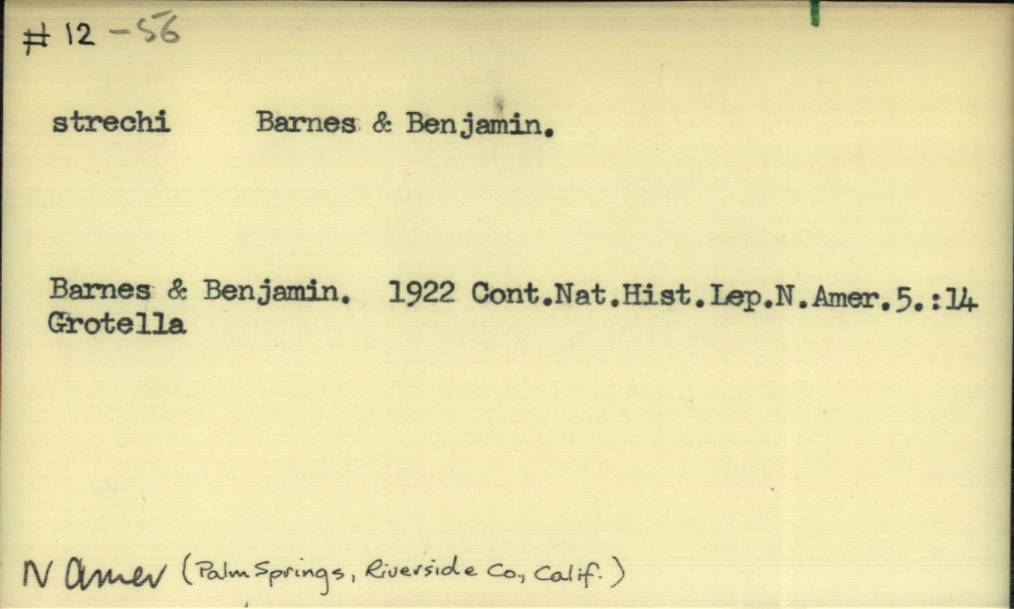 # 12 -56
strechi Barnes & Benjamin.
Barnes & Benjamin. 1922 Cont.Nat.Hist.Lep.N.Amer.5.:14
Grotella
N Amer (Palm Springs, Riverside Co., Calif.)